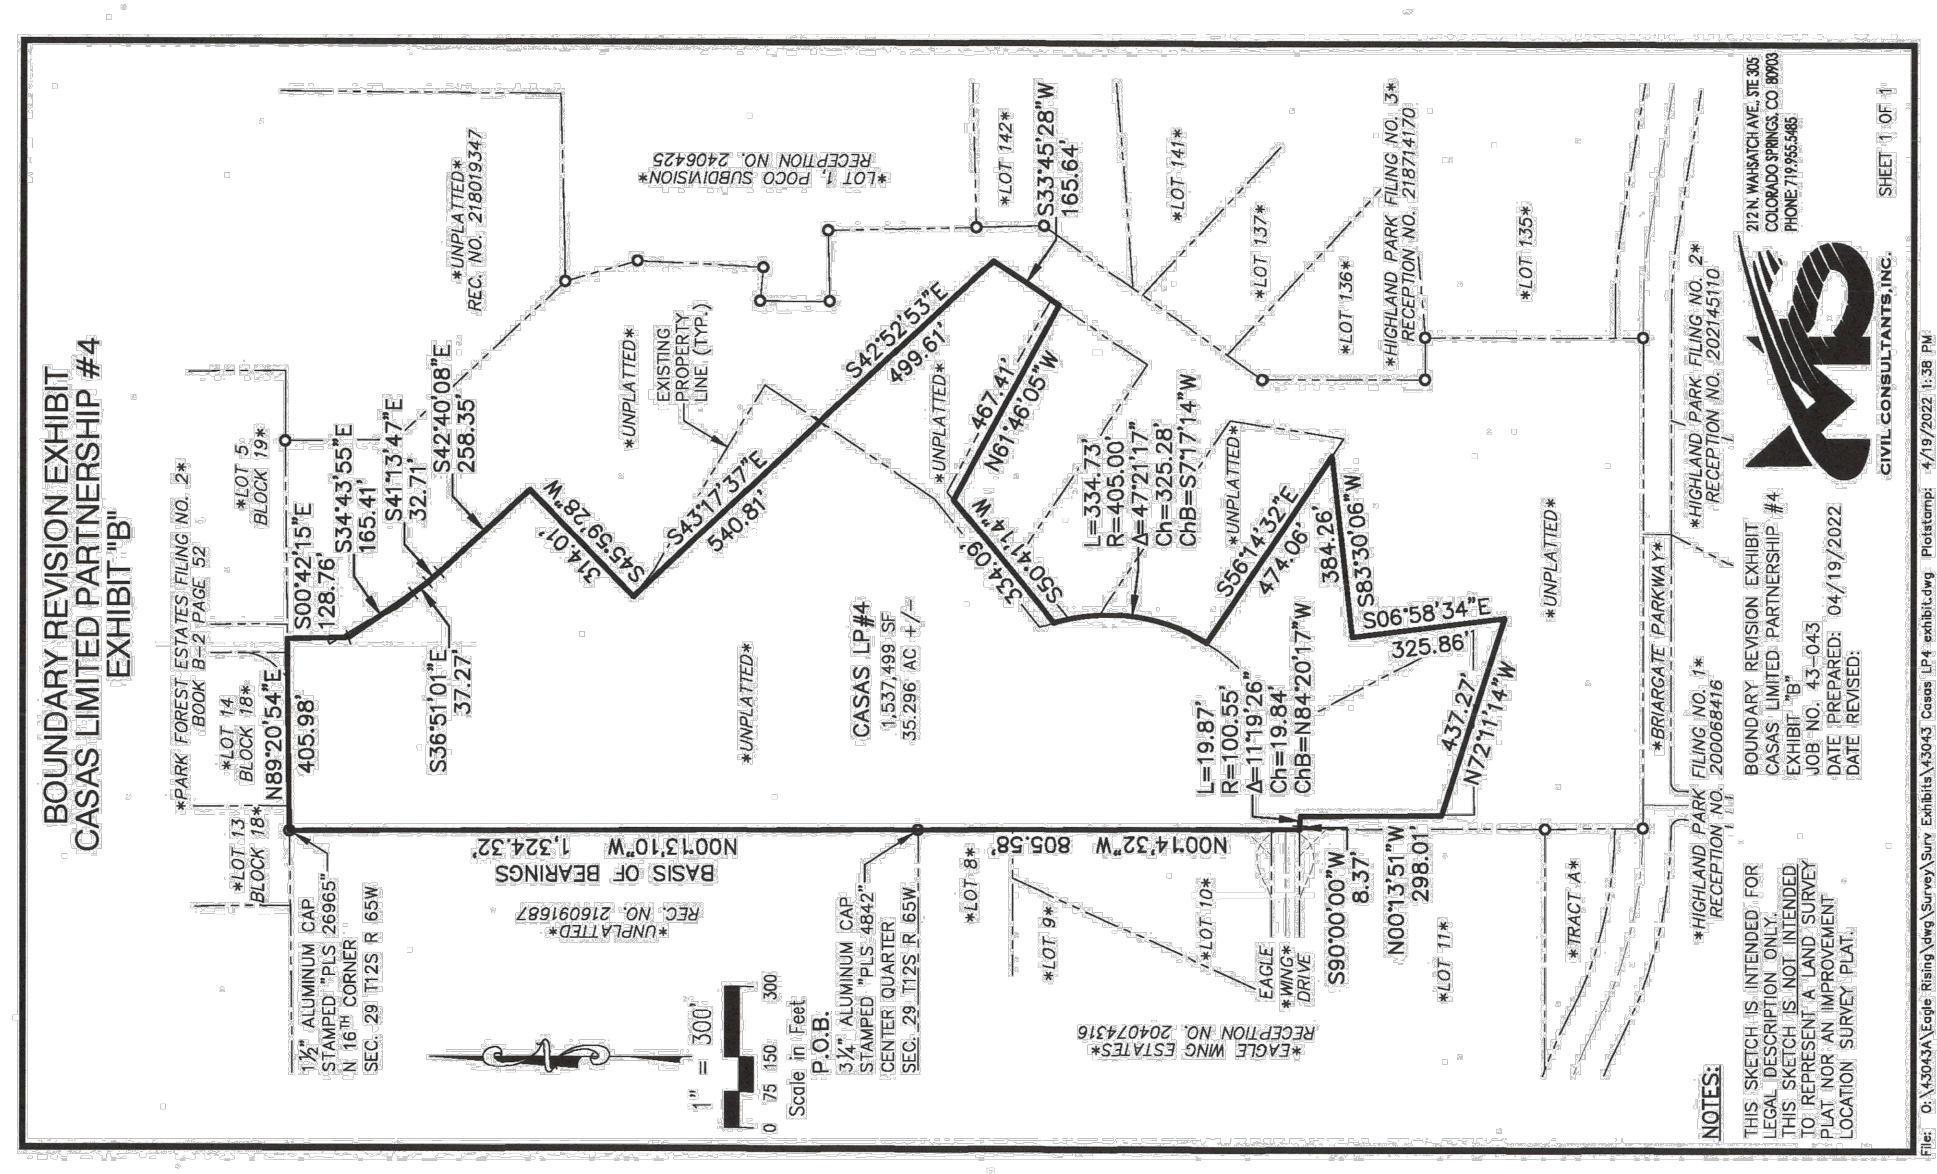 BOUNDARY REVISION EXHIBIT
CASAS LIMITED PARTNERSHIP #4
EXHIBIT "B"
*PARK FOREST ESTATES FILING NO. 2*
BOOK B-2 PAGE 52
*LOT 13
BLOCK 18*
*LOT 14
BLOCK 18*
*LOT 5
BLOCK 19*
N89°20'54"E
405.98'
S00°42'15"E
128.76'
S34°43'55"E
165.41'
S41°13'47"E
32.71'
S42°40'08"E
258.35'
S36°51'01"E
37.27'
*UNPLATTED*
REC. NO. 218019347
*LOT 1, POCO SUBDIVISION*
RECEPTION NO. 2406425
S45°59'28"W
314.01'
*UNPLATTED*
EXISTING
PROPERTY
LINE (TYP.)
S43°17'37"E
540.81'
S42°52'53"E
499.61'
S33°45'28"W
165.64'
*UNPLATTED*
N61°46'05"W
467.41'
S50°41'14"W
334.09'
L=334.73'
R=405.00'
Δ=47°21'17"
Ch=325.28'
ChB=S7°17'14"W
*UNPLATTED*
S56°14'32"E
474.06'
S83°30'06"W
384.26'
S06°58'34"E
325.86'
N72°11'14"W
437.27'
L=19.87'
R=100.55'
Δ=11°19'26"
Ch=19.84'
ChB=N84°20'17"W
N00°13'51"W
298.01'
S90°00'00"W
8.37'
*UNPLATTED*
CASAS LP#4
1,537,499 SF
35.296 AC +/-
BASIS OF BEARINGS
N00°13'10"W
1,324.32'
N00°14'32"W
805.58'
*UNPLATTED*
REC. NO. 216091687
1½" ALUMINUM CAP
STAMPED "PLS 26965"
N 16TH CORNER
SEC. 29 T12S R 65W
P.O.B.
3¼" ALUMINUM CAP
STAMPED "PLS 4842"
CENTER QUARTER
SEC. 29 T12S R 65W
1" = 300'
0 75 150 300
Scale in Feet
*LOT 8*
*LOT 9*
*LOT 10*
EAGLE
*WING*
DRIVE
*LOT 11*
*TRACT A*
*EAGLE WING ESTATES*
RECEPTION NO. 204074316
*LOT 142*
*LOT 141*
*LOT 137*
*LOT 136*
*HIGHLAND PARK FILING NO. 3*
RECEPTION NO. 218714170
*LOT 135*
*UNPLATTED*
*BRIARGATE PARKWAY*
*HIGHLAND PARK FILING NO. 1*
RECEPTION NO. 200068416
*HIGHLAND PARK FILING NO. 2*
RECEPTION NO. 202145110
NOTES:
THIS SKETCH IS INTENDED FOR
LEGAL DESCRIPTION ONLY.
THIS SKETCH IS NOT INTENDED
TO REPRESENT A LAND SURVEY
PLAT NOR AN IMPROVEMENT
LOCATION SURVEY PLAT.
BOUNDARY REVISION EXHIBIT
CASAS LIMITED PARTNERSHIP #4
EXHIBIT "B"
JOB NO. 43-043
DATE PREPARED: 04/19/2022
DATE REVISED:
212 N. WAHSATCH AVE., STE 305
COLORADO SPRINGS, CO 80903
PHONE: 719.955.5485
MS
CIVIL CONSULTANTS, INC.
SHEET 1 OF 1
File: O:\43043A\Eagle Rising\dwg\Survey\Surv Exhibits\43043 Casas LP4 exhibit.dwg Plotstamp: 4/19/2022 1:38 PM